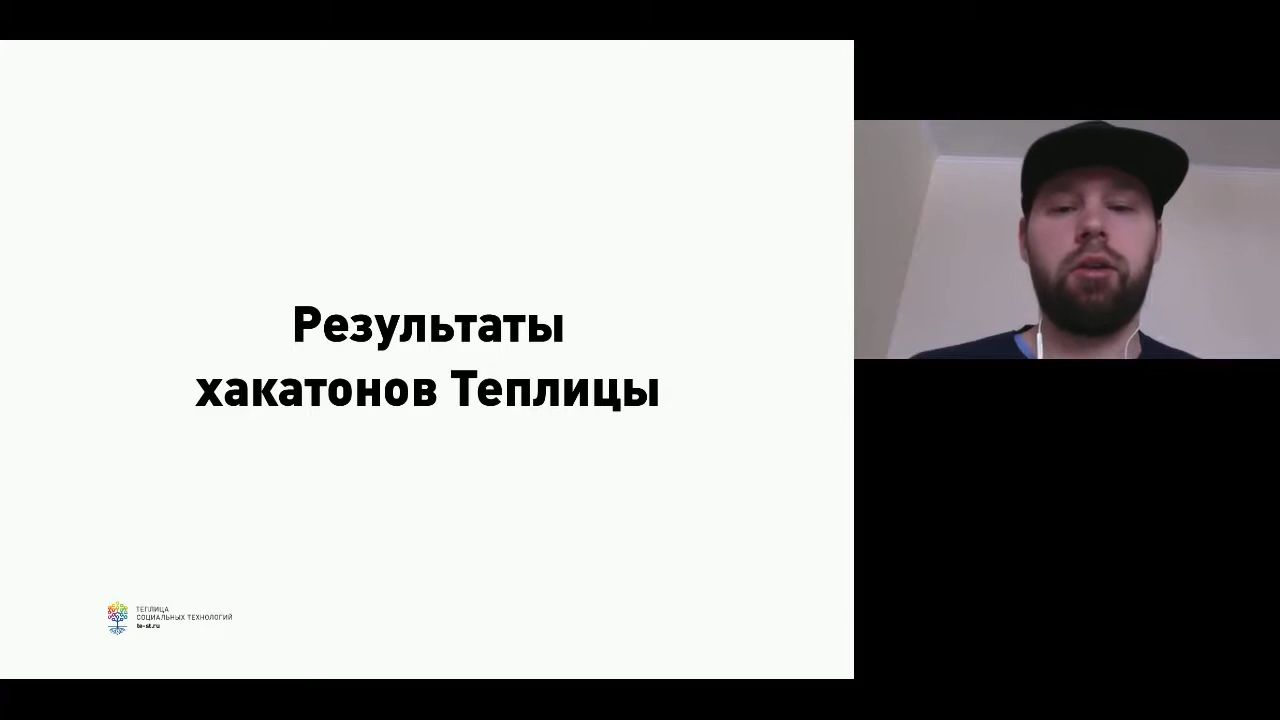 Результаты
хакатонов Теплицы
ТЕПЛИЦА
СОЦИАЛЬНЫХ ТЕХНОЛОГИЙ
te-st.ru